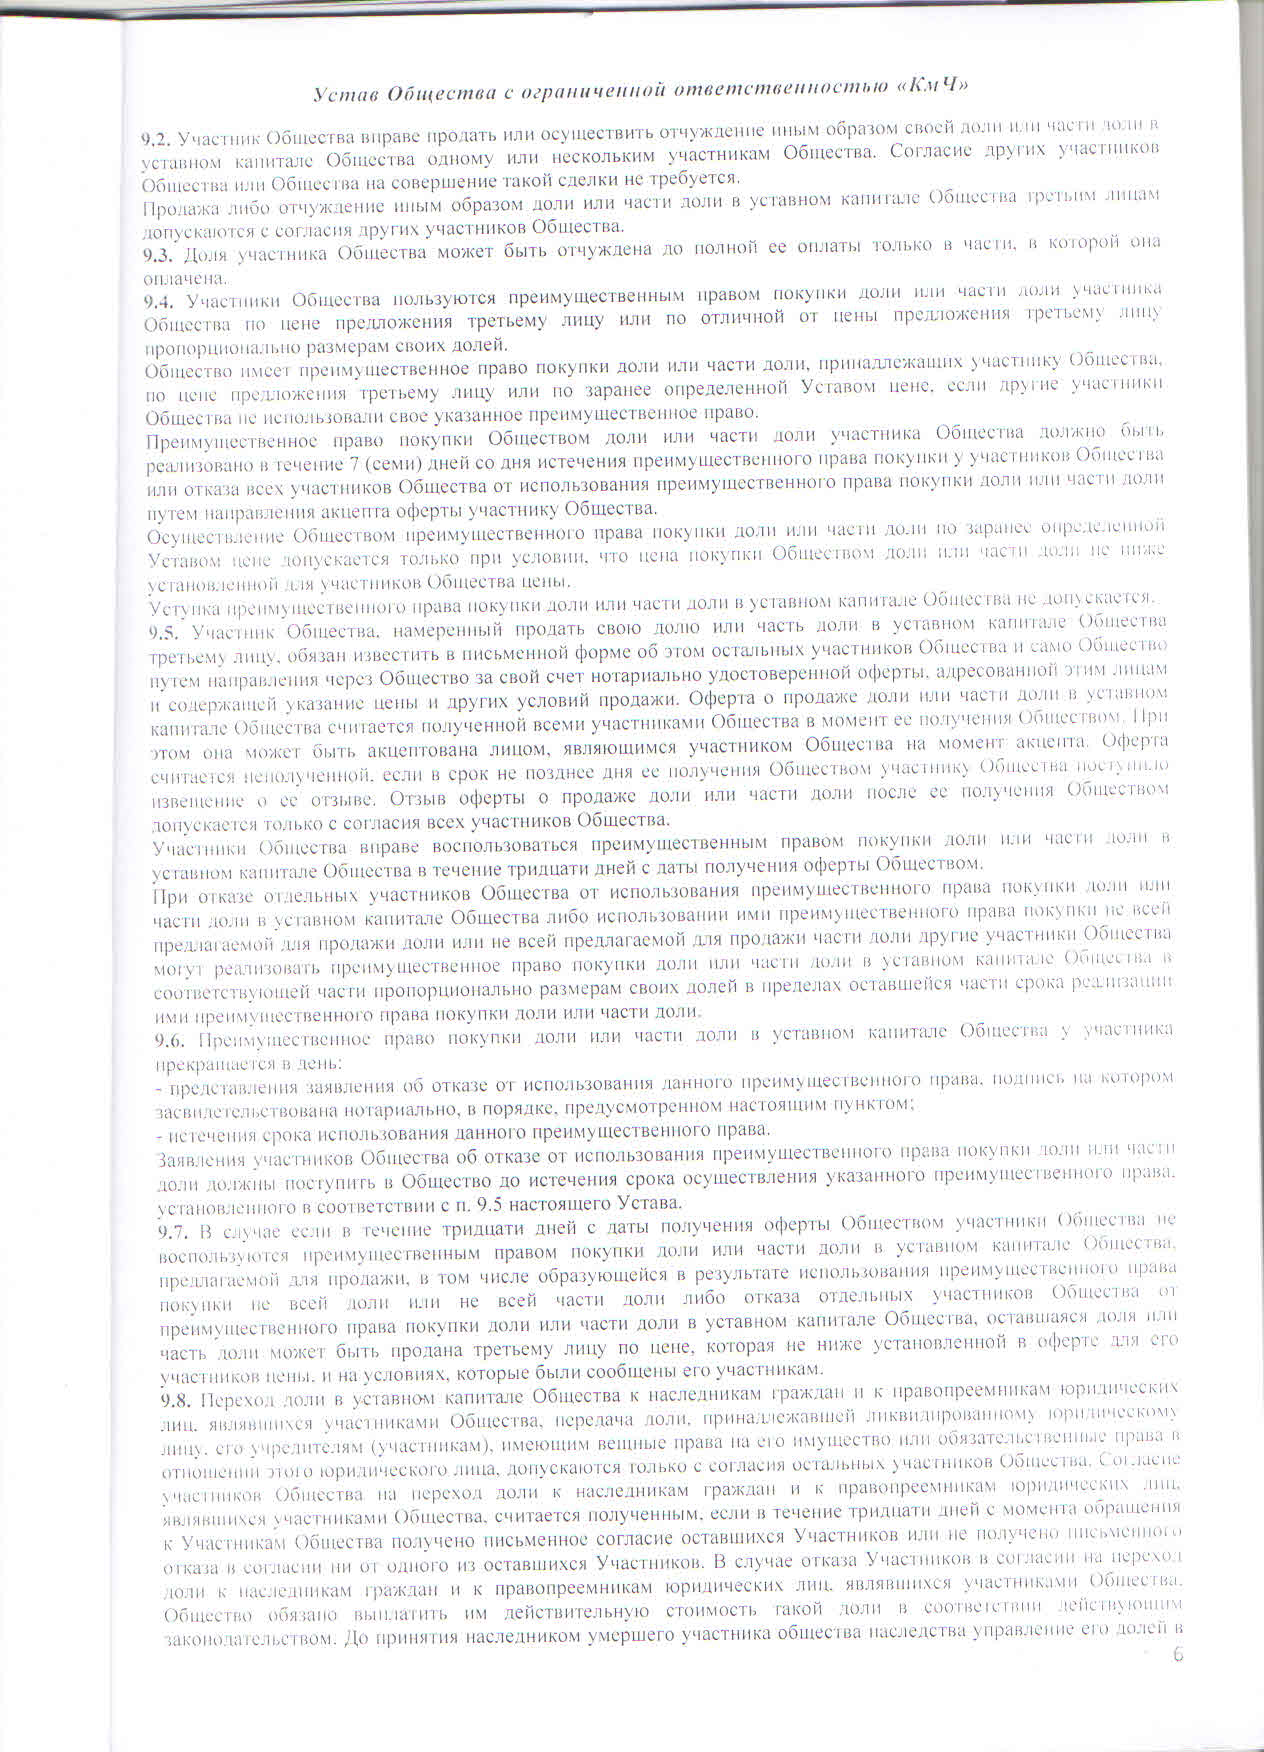 Устав Общества с ограниченной ответственностью «КмЧ»
9.2. Участник Общества вправе продать или осуществить отчуждение иным образом своей доли или части доли в
уставном капитале Общества одному или нескольким участникам Общества. Согласие других участников
Общества или Общества на совершение такой сделки не требуется.
Продажа либо отчуждение иным образом доли или части доли в уставном капитале Общества третьим лицам
допускаются с согласия других участников Общества.
9.3. Доля участника Общества может быть отчуждена до полной ее оплаты только в части, в которой она
оплачена.
9.4. Участники Общества пользуются преимущественным правом покупки доли или части доли участника
Общества по цене предложения третьему лицу или по отличной от цены предложения третьему лицу
пропорционально размерам своих долей.
Общество имеет преимущественное право покупки доли или части доли, принадлежащих участнику Общества,
по цене предложения третьему лицу или по заранее определенной Уставом цене, если другие участники
Общества не использовали свое указанное преимущественное право.
Преимущественное право покупки Обществом доли или части доли участника Общества должно быть
реализовано в течение 7 (семи) дней со дня истечения преимущественного права покупки у участников Общества
или отказа всех участников Общества от использования преимущественного права покупки доли или части доли
путем направления акцепта оферты участнику Общества.
Осуществление Обществом преимущественного права покупки доли или части доли по заранее определенной
Уставом цене допускается только при условии, что цена покупки Обществом доли или части доли не ниже
установленной для участников Общества цены.
Уступка преимущественного права покупки доли или части доли в уставном капитале Общества не допускается.
9.5. Участник Общества, намеренный продать свою долю или часть доли в уставном капитале Общества
третьему лицу, обязан известить в письменной форме об этом остальных участников Общества и само Общество
путем направления через Общество за свой счет нотариально удостоверенной оферты, адресованной этим лицам
и содержащей указание цены и других условий продажи. Оферта о продаже доли или части доли в уставном
капитале Общества считается полученной всеми участниками Общества в момент ее получения Обществом. При
этом она может быть акцептована лицом, являющимся участником Общества на момент акцепта. Оферта
считается неполученной, если в срок не позднее дня ее получения Обществом участнику Общества поступило
извещение о ее отзыве. Отзыв оферты о продаже доли или части доли после ее получения Обществом
допускается только с согласия всех участников Общества.
Участники Общества вправе воспользоваться преимущественным правом покупки доли или части доли в
уставном капитале Общества в течение тридцати дней с даты получения оферты Обществом.
При отказе отдельных участников Общества от использования преимущественного права покупки доли или
части доли в уставном капитале Общества либо использовании ими преимущественного права покупки не всей
предлагаемой для продажи доли или не всей предлагаемой для продажи части доли другие участники Общества
могут реализовать преимущественное право покупки доли или части доли в уставном капитале Общества в
соответствующей части пропорционально размерам своих долей в пределах оставшейся части срока реализации
ими преимущественного права покупки доли или части доли.
9.6. Преимущественное право покупки доли или части доли в уставном капитале Общества у участника
прекращается в день:
- представления заявления об отказе от использования данного преимущественного права, подпись на котором
засвидетельствована нотариально, в порядке, предусмотренном настоящим пунктом;
- истечения срока использования данного преимущественного права.
Заявления участников Общества об отказе от использования преимущественного права покупки доли или части
доли должны поступить в Общество до истечения срока осуществления указанного преимущественного права,
установленного в соответствии с п. 9.5 настоящего Устава.
9.7. В случае если в течение тридцати дней с даты получения оферты Обществом участники Общества не
воспользуются преимущественным правом покупки доли или части доли в уставном капитале Общества,
предлагаемой для продажи, в том числе образующейся в результате использования преимущественного права
покупки не всей доли или не всей части доли либо отказа отдельных участников Общества от
преимущественного права покупки доли или части доли в уставном капитале Общества, оставшаяся доля или
часть доли может быть продана третьему лицу по цене, которая не ниже установленной в оферте для его
участников цены, и на условиях, которые были сообщены его участникам.
9.8. Переход доли в уставном капитале Общества к наследникам граждан и к правопреемникам юридических
лиц, являвшихся участниками Общества, передача доли, принадлежавшей ликвидированному юридическому
лицу, его учредителям (участникам), имеющим вещные права на его имущество или обязательственные права в
отношении этого юридического лица, допускаются только с согласия остальных участников Общества. Согласие
участников Общества на переход доли к наследникам граждан и к правопреемникам юридических лиц,
являвшихся участниками Общества, считается полученным, если в течение тридцати дней с момента обращения
к Участникам Общества получено письменное согласие оставшихся Участников или не получено письменного
отказа в согласии ни от одного из оставшихся Участников. В случае отказа Участников в согласии на переход
доли к наследникам граждан и к правопреемникам юридических лиц, являвшихся участниками Общества,
Общество обязано выплатить им действительную стоимость такой доли в соответствии действующим
законодательством. До принятия наследником умершего участника общества наследства управление его долей в
6